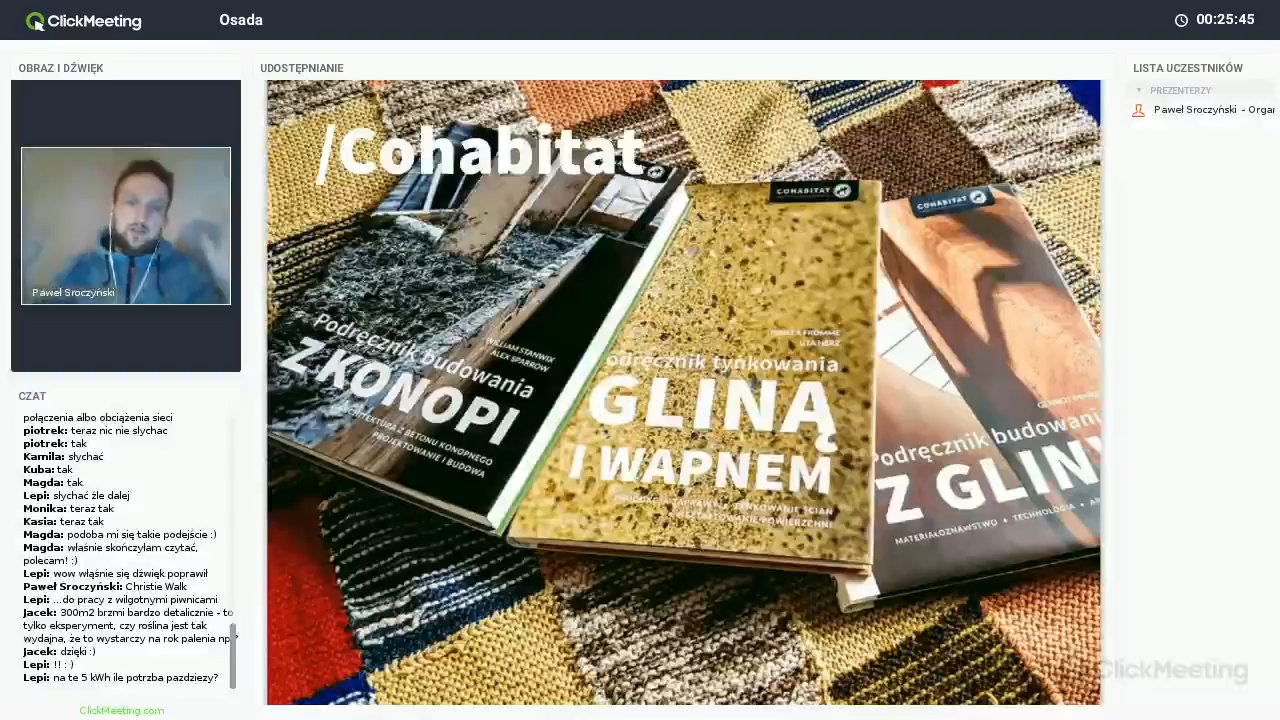 ClickMeeting
Osada
00:25:45
OBRAZ I DŹWIĘK
UDOSTĘPNIANIE
LISTA UCZESTNIKÓW
PREZENTERZY
Paweł Sroczyński - Organ
Paweł Sroczyński
/Cohabitat
COHABITAT
COHABITAT
WILLIAM STANWIX
ALEX SPARROW
Podręcznik budowania
Z KONOPI
ARCHITEKTURA Z BETONU KONOPNEGO
PROJEKTOWANIE I BUDOWA
UTA HERZ
odręcznik tynkowania
GLINĄ
I WAPNEM
Podręcznik budowani
Z GLINY
MATERIAŁOZNAWSTWO • TECHNOLOGIA •
CZAT
połączenia albo obciążenia sieci
piotrek: teraz nic nie słychac
piotrek: tak
Kamila: słychać
Kuba: tak
Magda: tak
Lepi: słychać źle dalej
Monika: teraz tak
Kasia: teraz tak
Magda: podoba mi się takie podejście :)
Magda: właśnie skończyłam czytać,
polecam! :)
Lepi: wow włąśnie się dźwięk poprawił
Paweł Sroczyński: Christie Walk
Lepi: ...do pracy z wilgotnymi piwnicami
Jacek: 300m2 brzmi bardzo detalicznie - to
tylko eksperyment, czy roślina jest tak
wydajna, że to wystarczy na rok palenia np?
Jacek: dzięki :)
Lepi: !! : )
Lepi: na te 5 kWh ile potrzba pazdziezy?
ClickMeeting.com
ClickMeeting